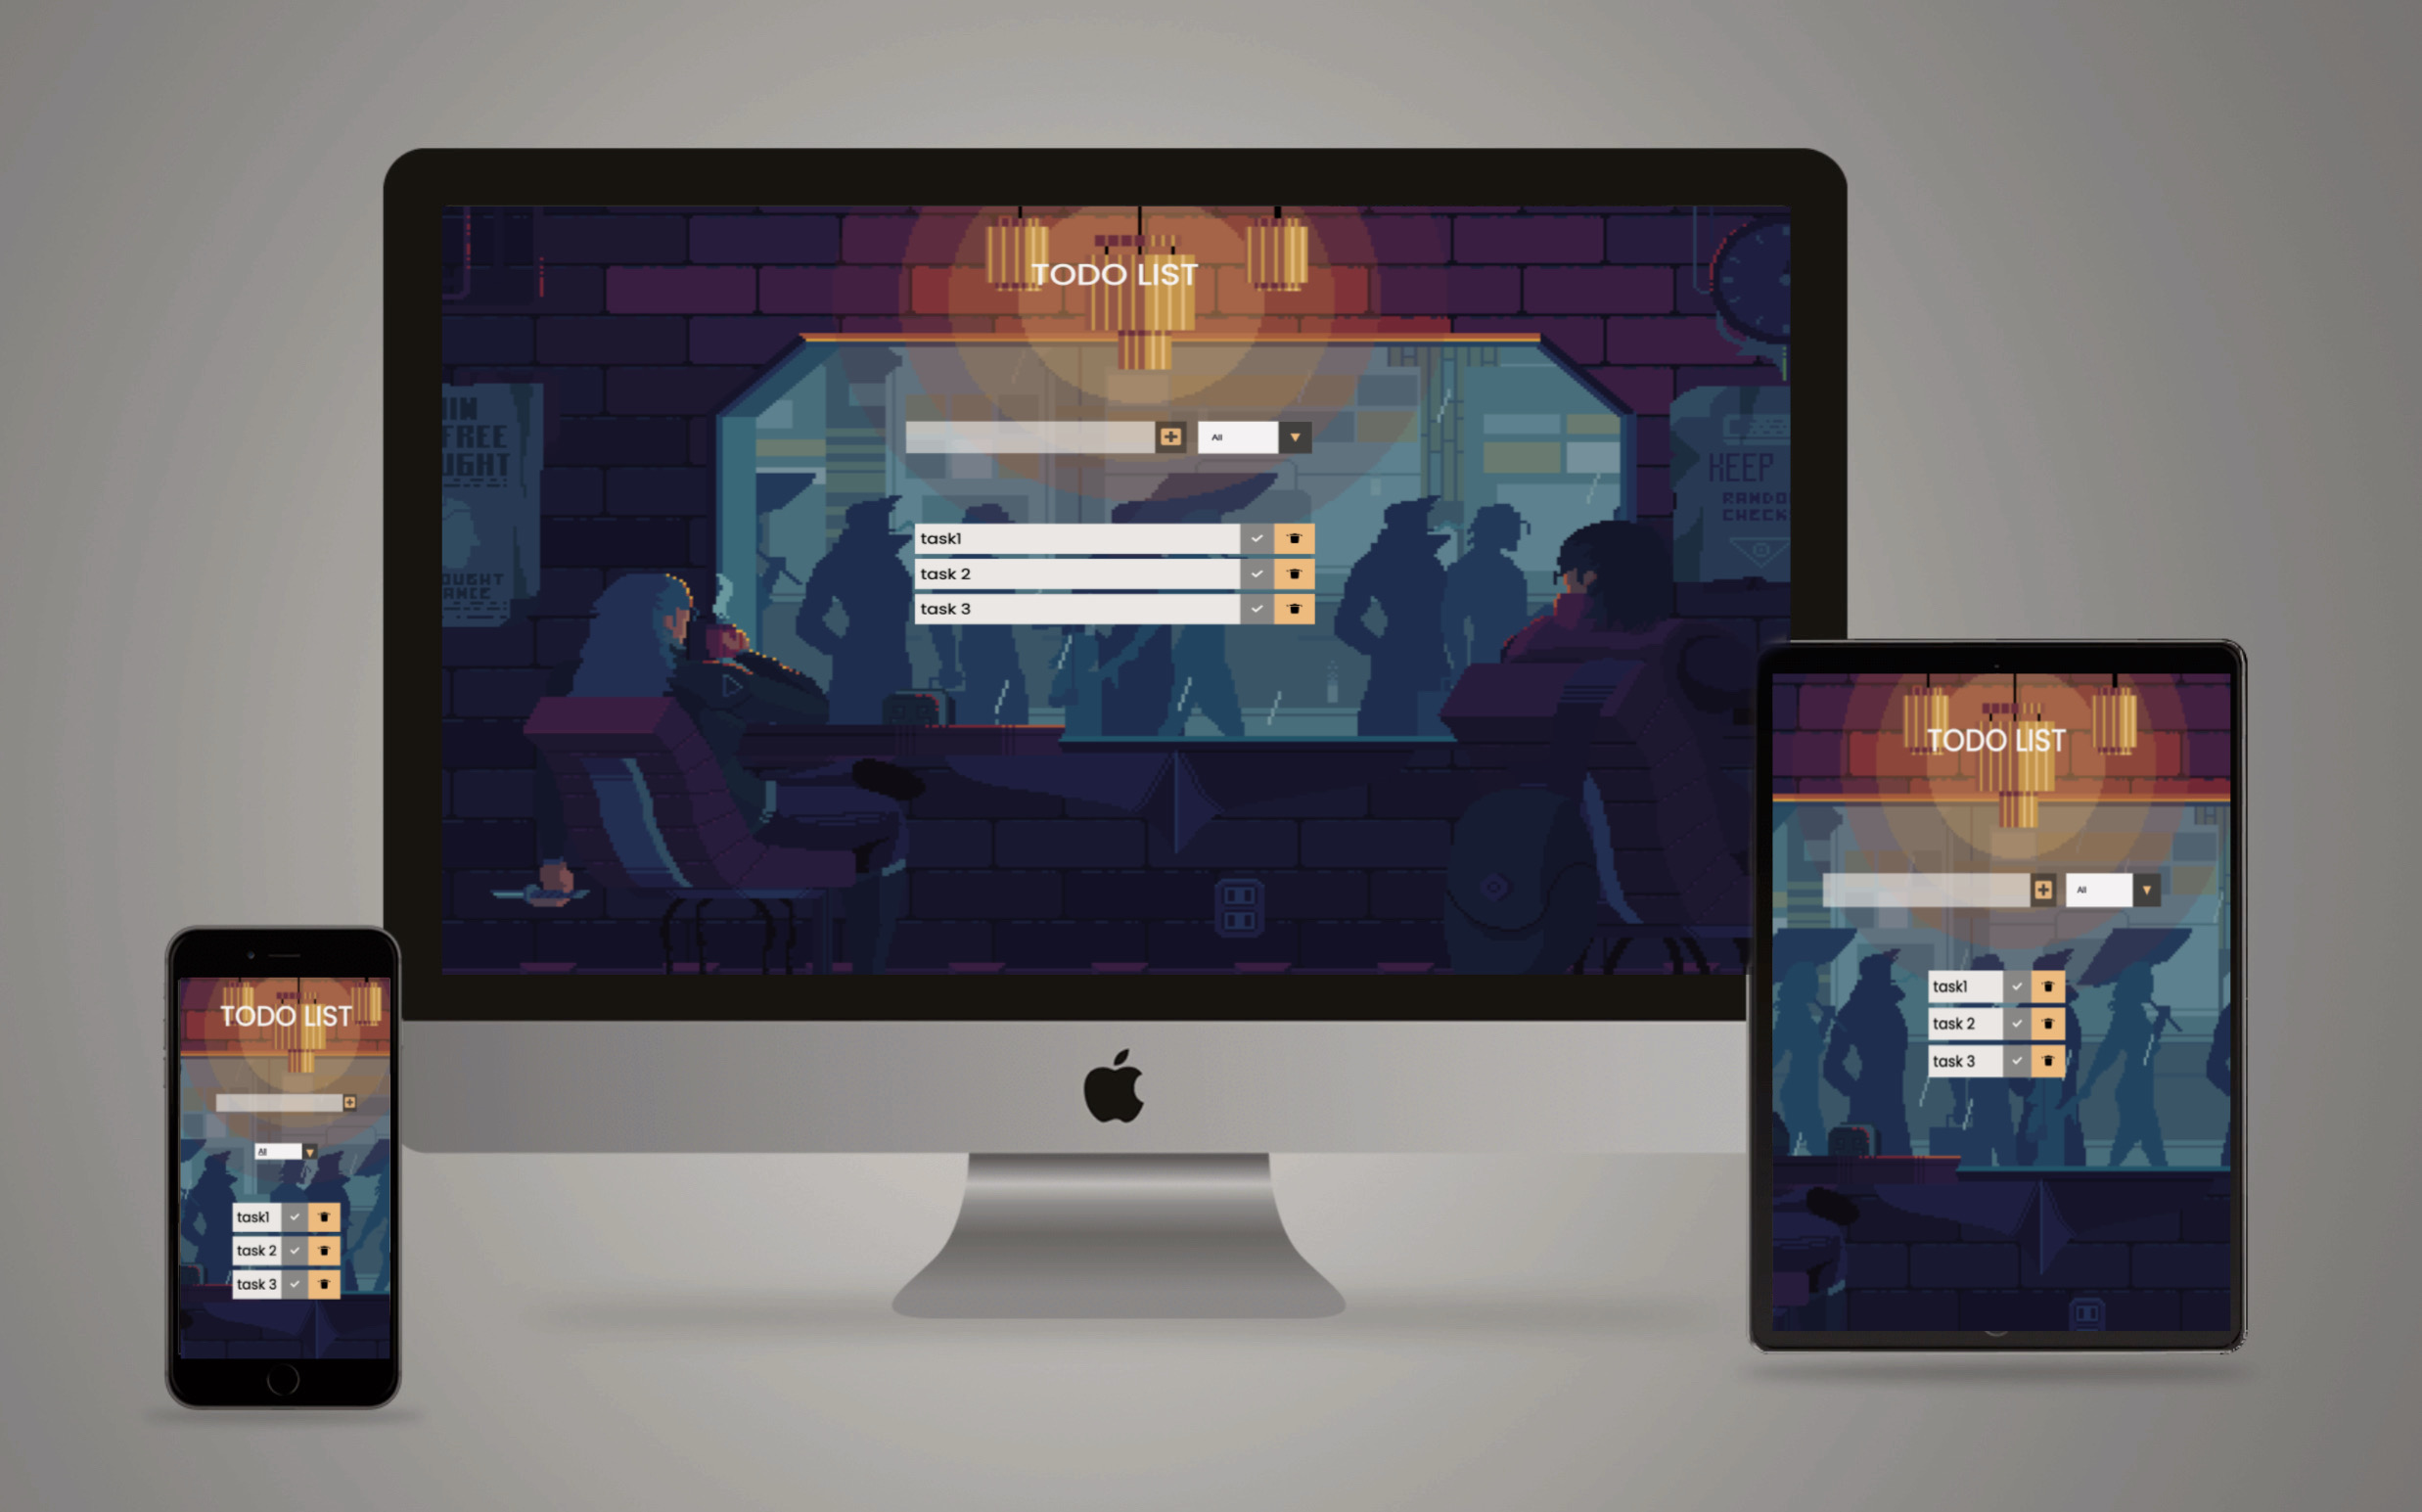 TODO LIST
All
task1
task 2
task 3
IN
FREE
UGHT
OUGHT
ANCE
KEEP
RANDO
CHECK
TODO LIST
All
task1
task 2
task 3
TODO LIST
All
task1
task 2
task 3